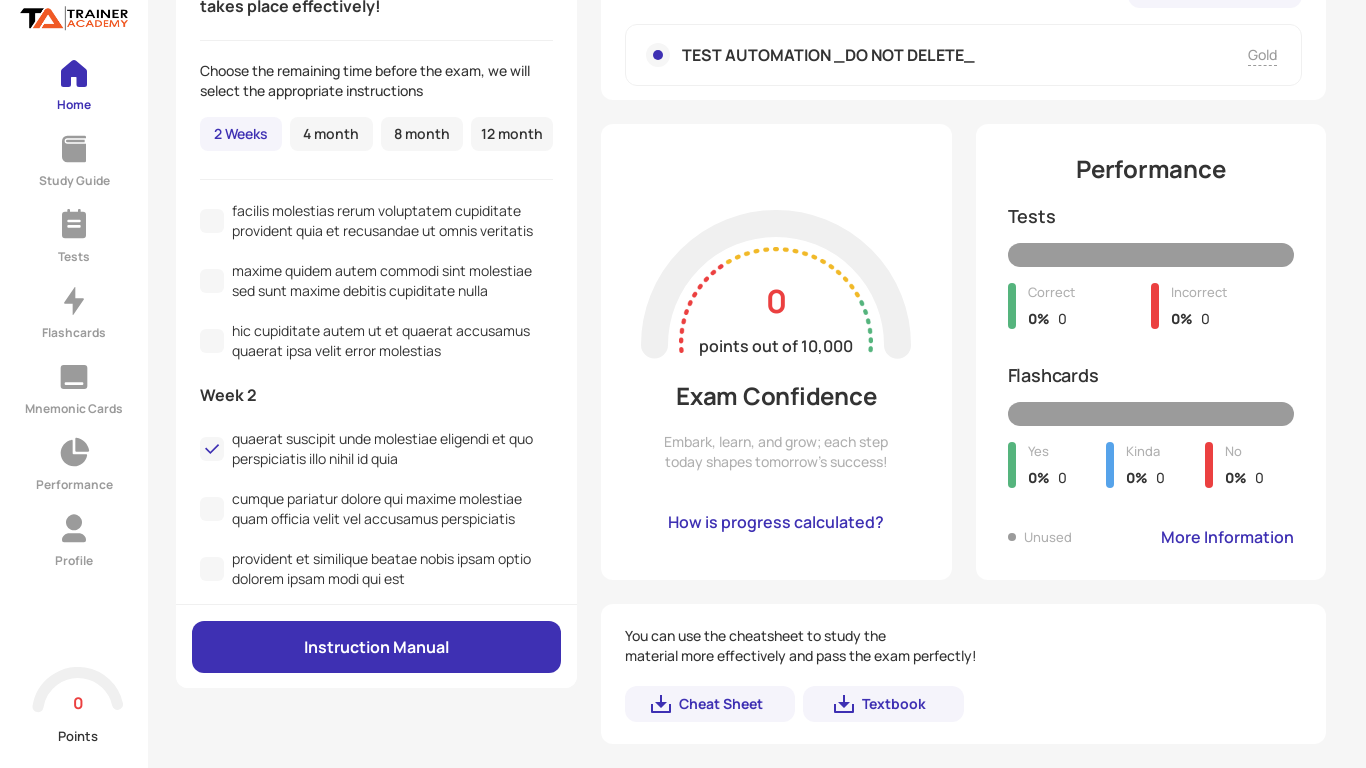 TRAINER
ACADEMY
Home
Study Guide
Tests
Flashcards
Mnemonic Cards
Performance
Profile
0
Points
takes place effectively!
Choose the remaining time before the exam, we will
select the appropriate instructions
2 Weeks
4 month
8 month
12 month
facilis molestias rerum voluptatem cupiditate
provident quia et recusandae ut omnis veritatis
maxime quidem autem commodi sint molestiae
sed sunt maxime debitis cupiditate nulla
hic cupiditate autem ut et quaerat accusamus
quaerat ipsa velit error molestias
Week 2
quaerat suscipit unde molestiae eligendi et quo
perspiciatis illo nihil id quia
cumque pariatur dolore qui maxime molestiae
quam officia velit vel accusamus perspiciatis
provident et similique beatae nobis ipsam optio
dolorem ipsam modi qui est
Instruction Manual
TEST AUTOMATION _DO NOT DELETE_
Gold
0
points out of 10,000
Exam Confidence
Embark, learn, and grow; each step
today shapes tomorrow's success!
How is progress calculated?
Performance
Tests
Correct
0% 0
Incorrect
0% 0
Flashcards
Yes
0% 0
Kinda
0% 0
No
0% 0
Unused
More Information
You can use the cheatsheet to study the
material more effectively and pass the exam perfectly!
Cheat Sheet
Textbook